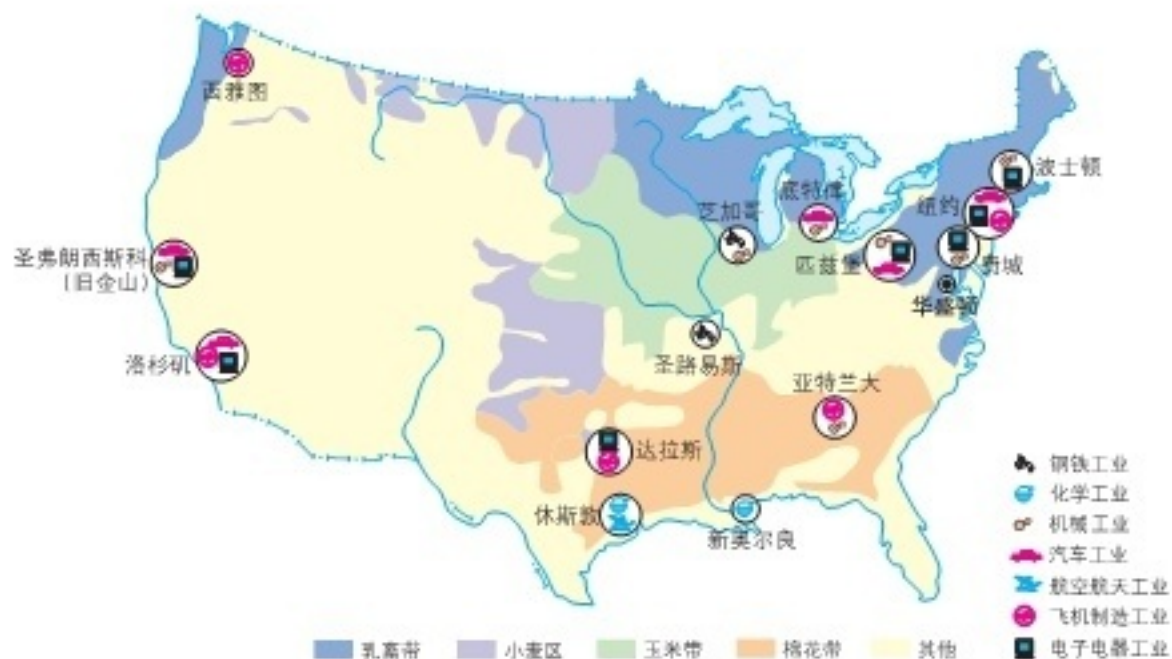 西雅图
波士顿
底特律
纽约
芝加哥
圣弗朗西斯科
(旧金山)
匹兹堡
费城
华盛顿
洛杉矶
圣路易斯
亚特兰大
达拉斯
休斯敦
新奥尔良
钢铁工业
化学工业
机械工业
汽车工业
航空航天工业
飞机制造工业
电子电器工业
乳畜带
小麦区
玉米带
棉花带
其他